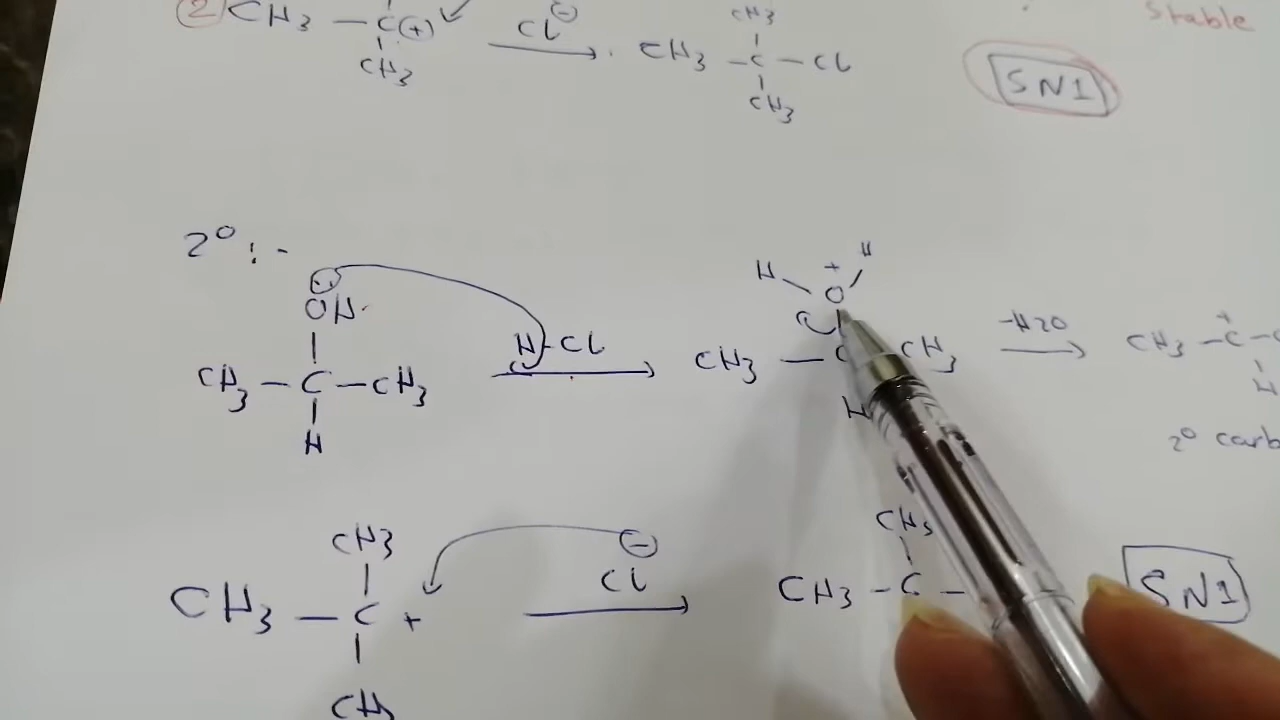 ② CH3 – C(+) Cl⊖ → CH3 – C – Cl
CH3
CH3
CH3
Stable
SN1
2° : -
OH
CH3 – C – CH3
H
H-Cl
H O+ H
CH3 – C CH3
H
-H2O
CH3 – C+ –
H
2° carb
CH3
CH3 – C +
CH3
Cl⊖
CH3
CH3 – C –
SN1